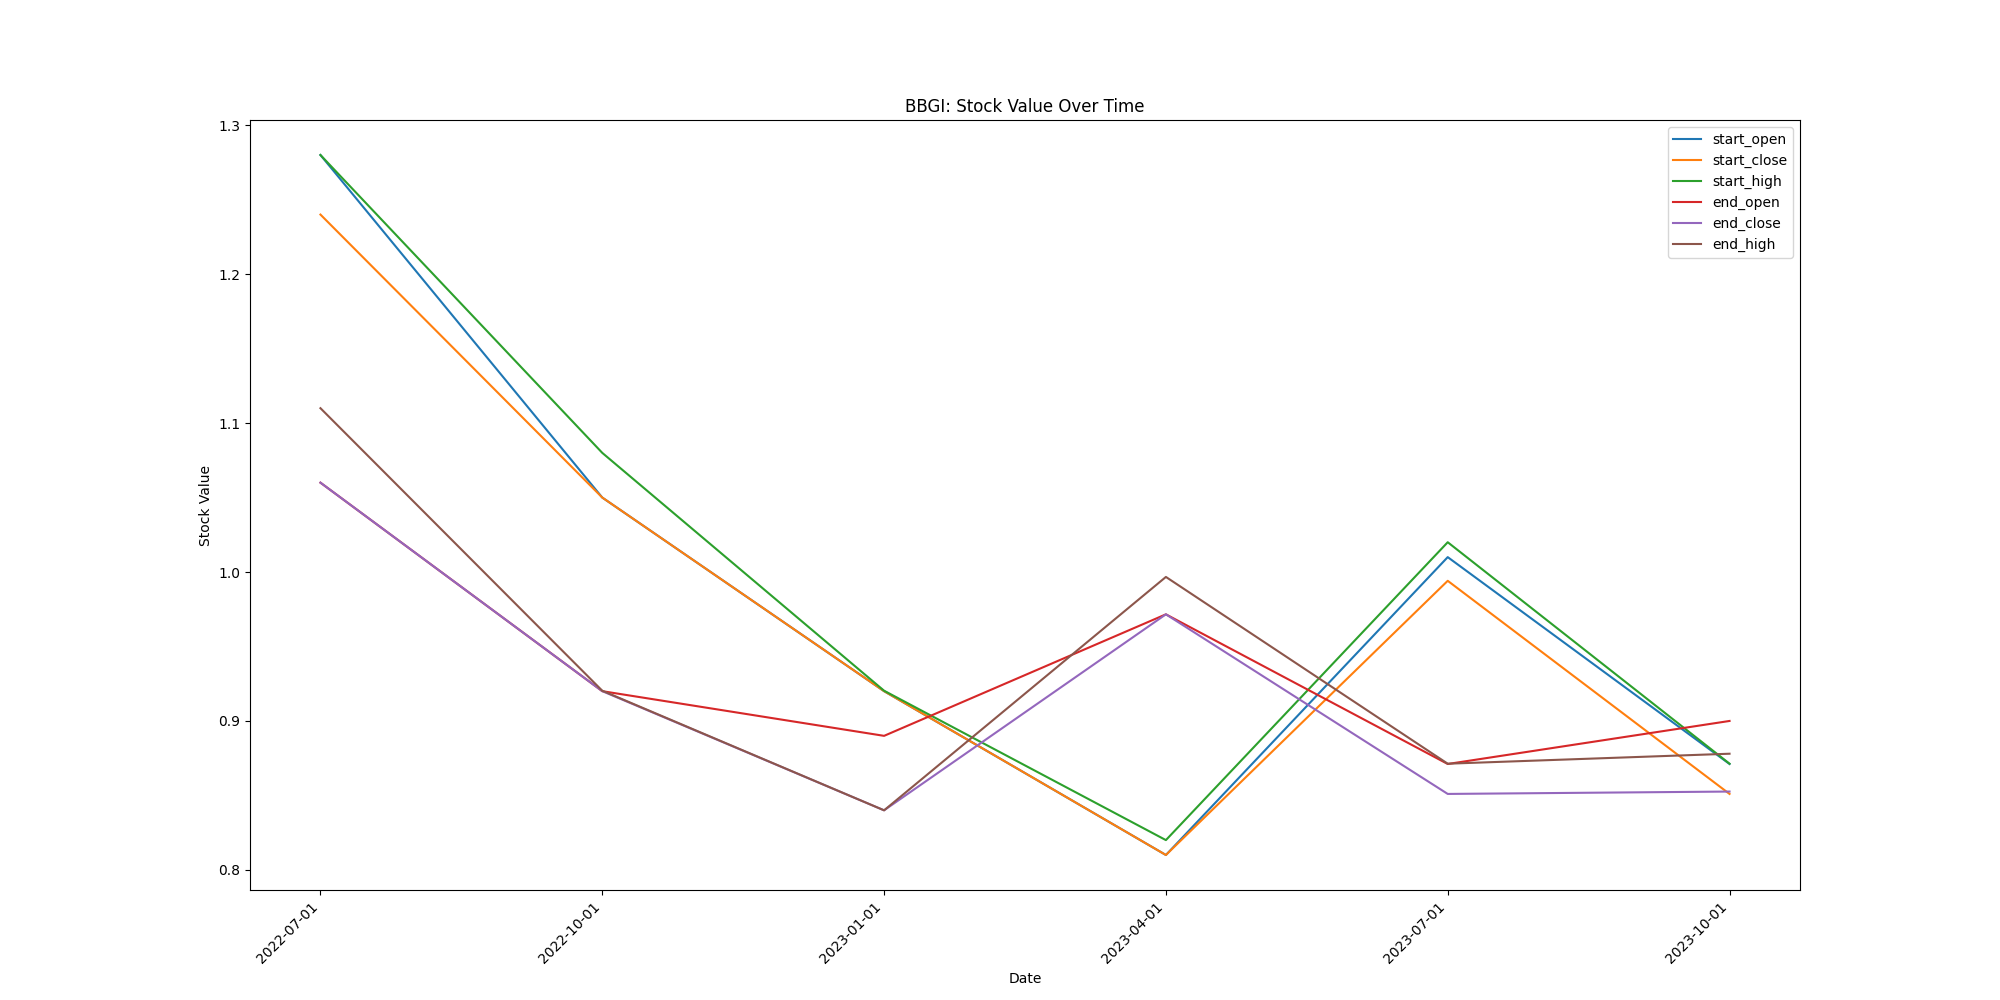 BBGI: Stock Value Over Time
start_open
start_close
start_high
end_open
end_close
end_high
Stock Value
1.3
1.2
1.1
1.0
0.9
0.8
2022-07-01
2022-10-01
2023-01-01
2023-04-01
2023-07-01
2023-10-01
Date